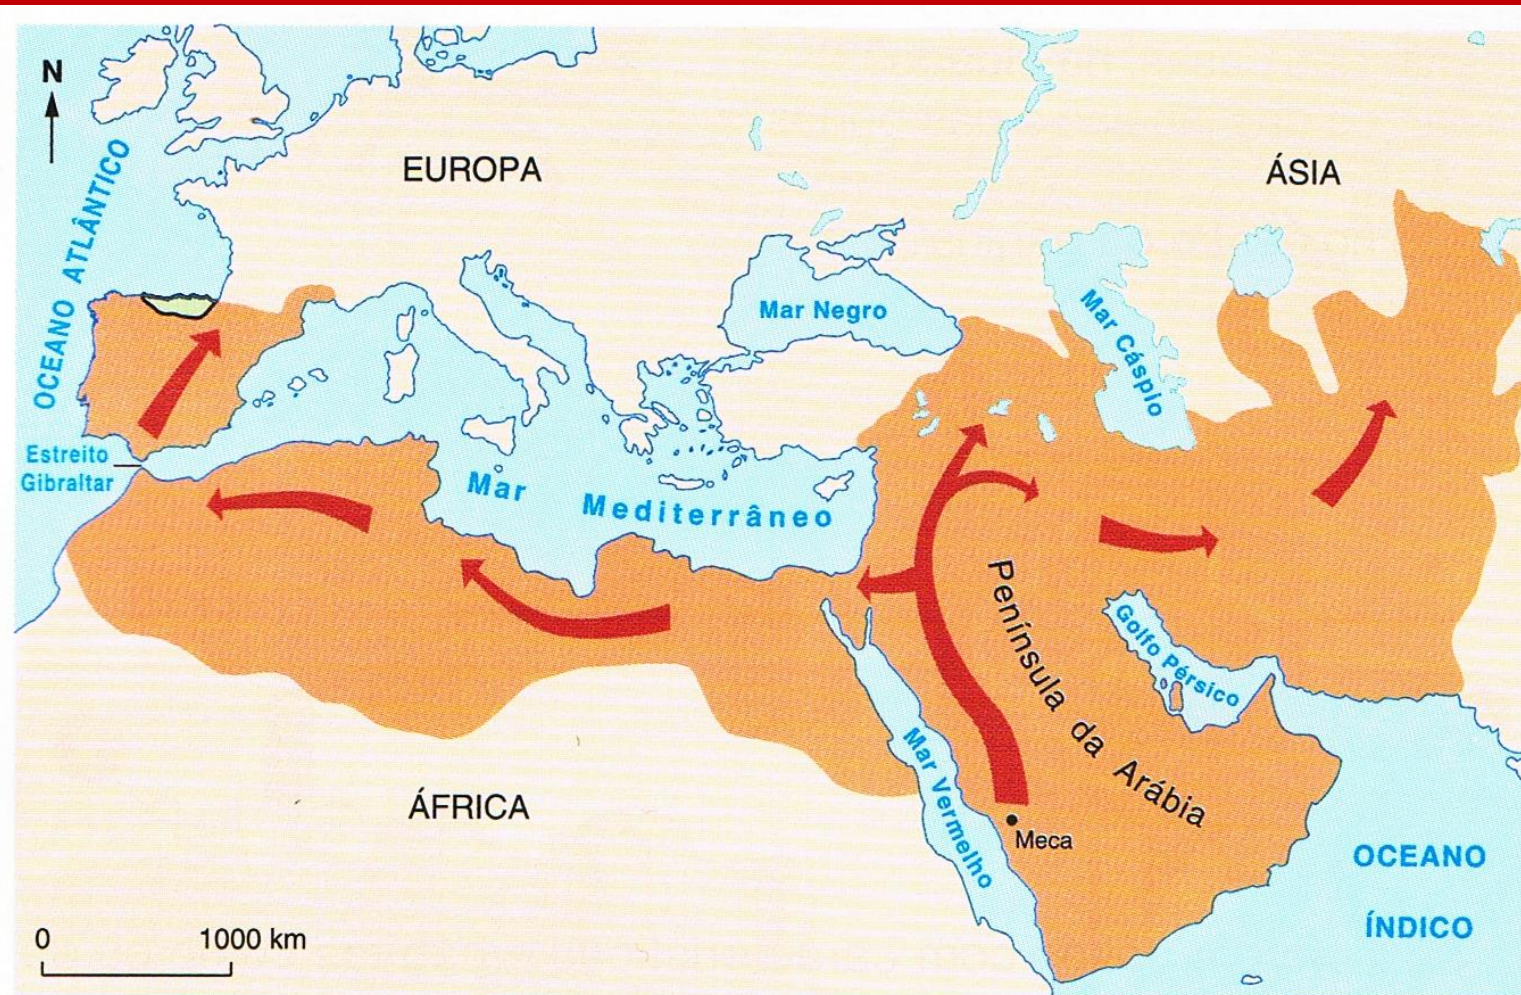 N
OCEANO ATLÂNTICO
EUROPA
ÁSIA
Mar Negro
Mar Cáspio
Estreito
Gibraltar
Mar Mediterrâneo
Península da Arábia
Golfo Pérsico
Mar Vermelho
ÁFRICA
Meca
OCEANO
ÍNDICO
0 1000 km